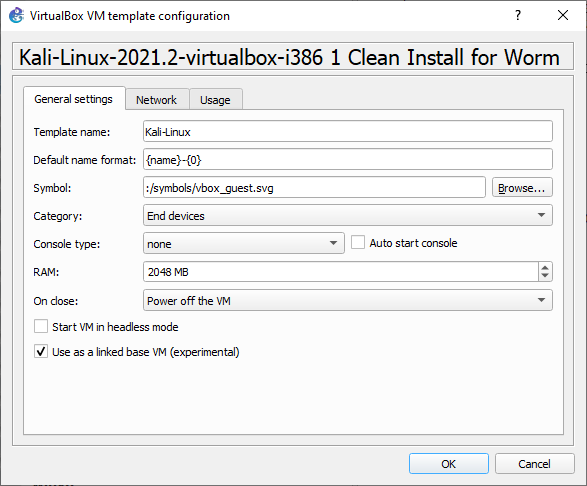 VirtualBox VM template configuration
Kali-Linux-2021.2-virtualbox-i386 1 Clean Install for Worm
General settings Network Usage
Template name: Kali-Linux
Default name format: {name}-{0}
Symbol: :/symbols/vbox_guest.svg Browse...
Category: End devices
Console type: none Auto start console
RAM: 2048 MB
On close: Power off the VM
Start VM in headless mode
Use as a linked base VM (experimental)
OK Cancel